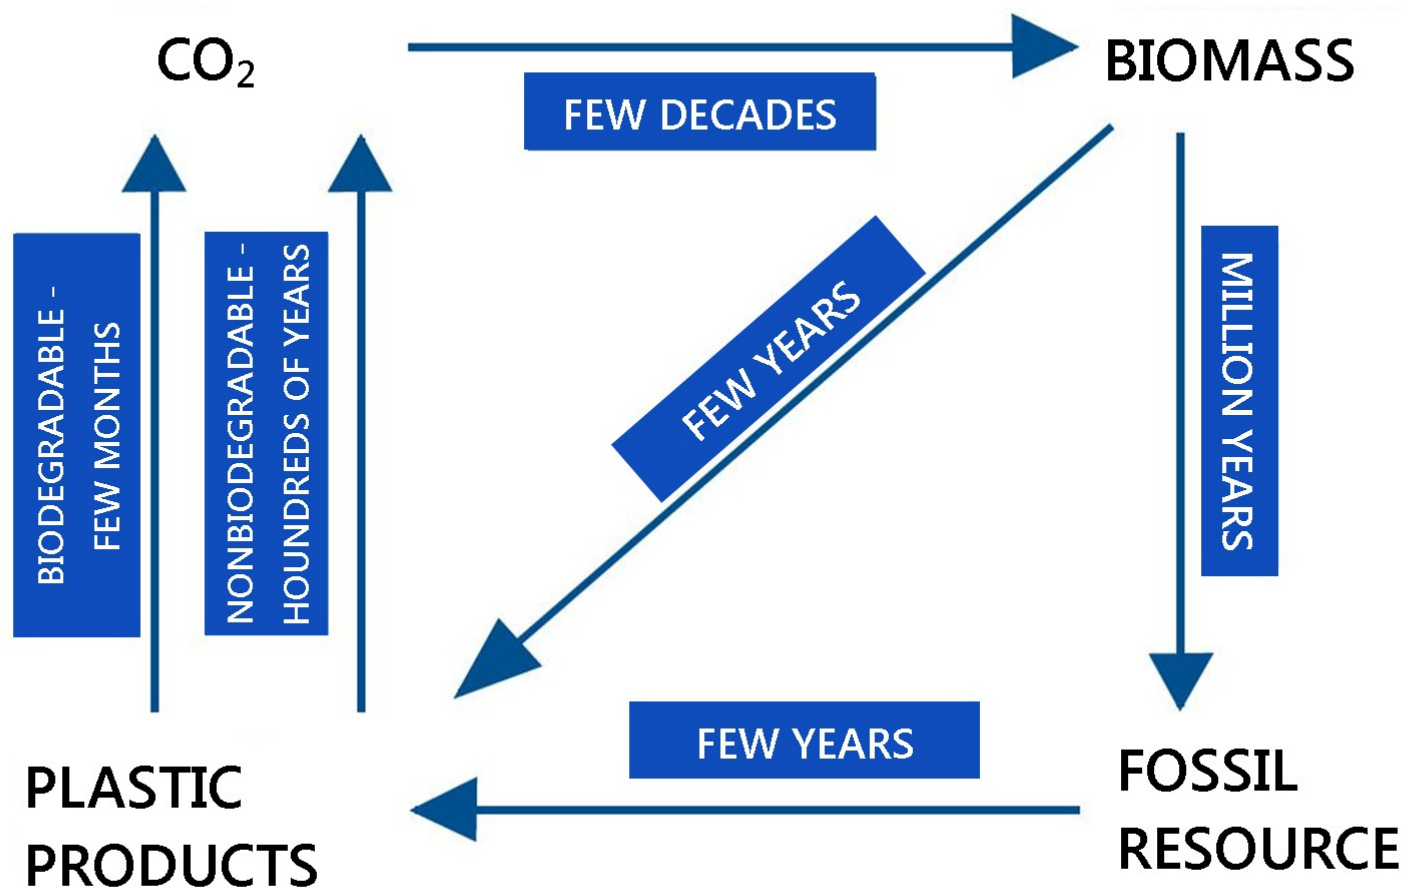 CO₂
BIOMASS
FEW DECADES
BIODEGRADABLE -
FEW MONTHS
NONBIODEGRADABLE -
HOUNDREDS OF YEARS
FEW YEARS
MILLION YEARS
FEW YEARS
PLASTIC
PRODUCTS
FOSSIL
RESOURCE